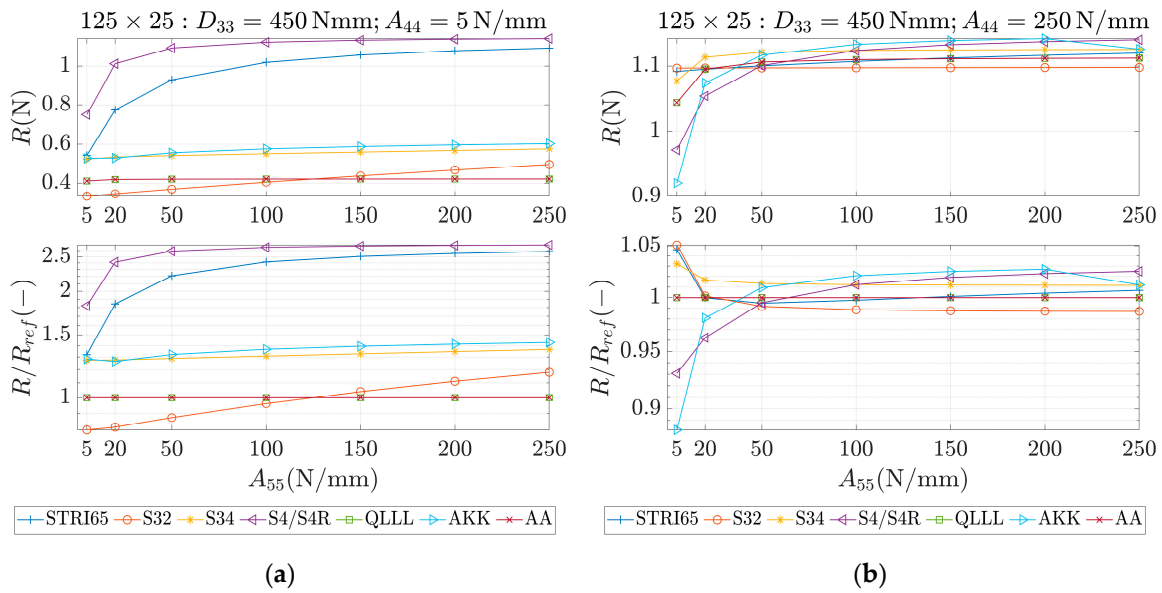 125 × 25 : D₃₃ = 450 Nmm; A₄₄ = 5 N/mm
R(N)
1
0.8
0.6
0.4
5 20 50 100 150 200 250
R/R_ref(−)
2.5
2
1.5
1
5 20 50 100 150 200 250
A₅₅(N/mm)
STRI65 S32 S34 S4/S4R QLLL AKK AA
(a)
125 × 25 : D₃₃ = 450 Nmm; A₄₄ = 250 N/mm
R(N)
1.1
1
0.9
5 20 50 100 150 200 250
R/R_ref(−)
1.05
1
0.95
0.9
5 20 50 100 150 200 250
A₅₅(N/mm)
STRI65 S32 S34 S4/S4R QLLL AKK AA
(b)